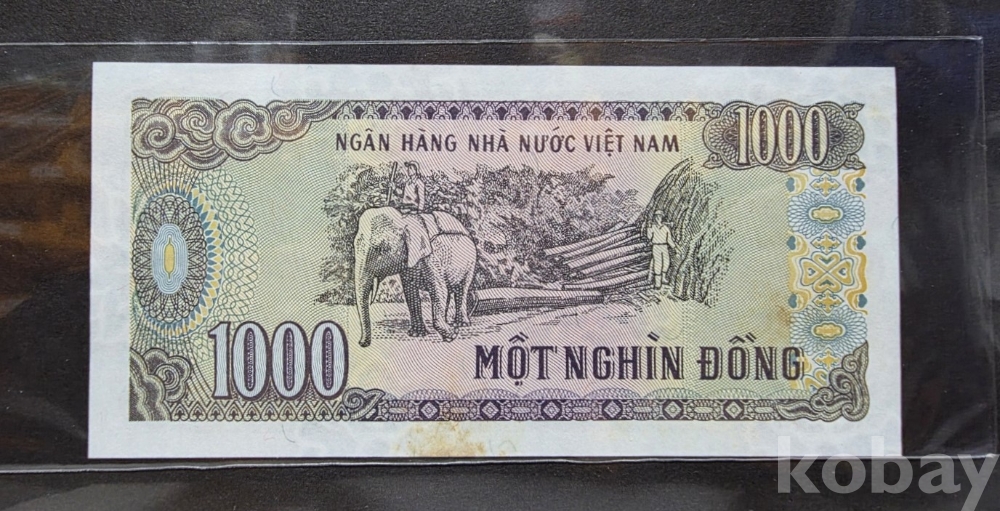 NGÂN HÀNG NHÀ NƯỚC VIỆT NAM
1000
1000
MỘT NGHÌN ĐỒNG
kobay